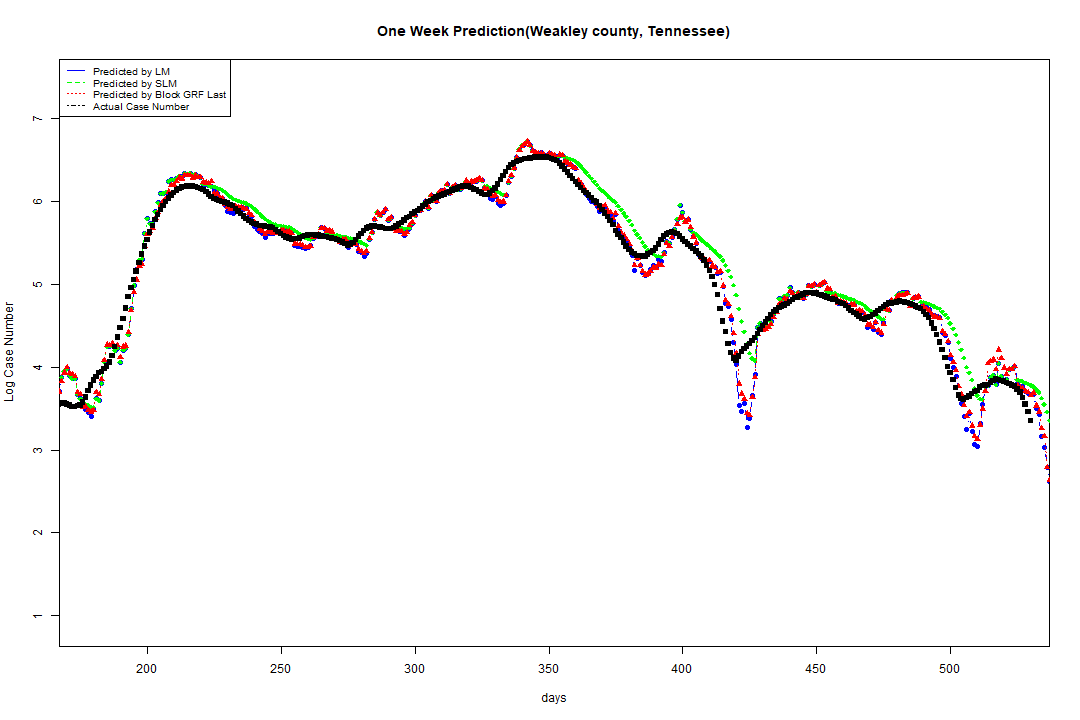 One Week Prediction(Weakley county, Tennessee)
Predicted by LM
Predicted by SLM
Predicted by Block GRF Last
Actual Case Number
Log Case Number
7
6
5
4
3
2
1
200 250 300 350 400 450 500
days